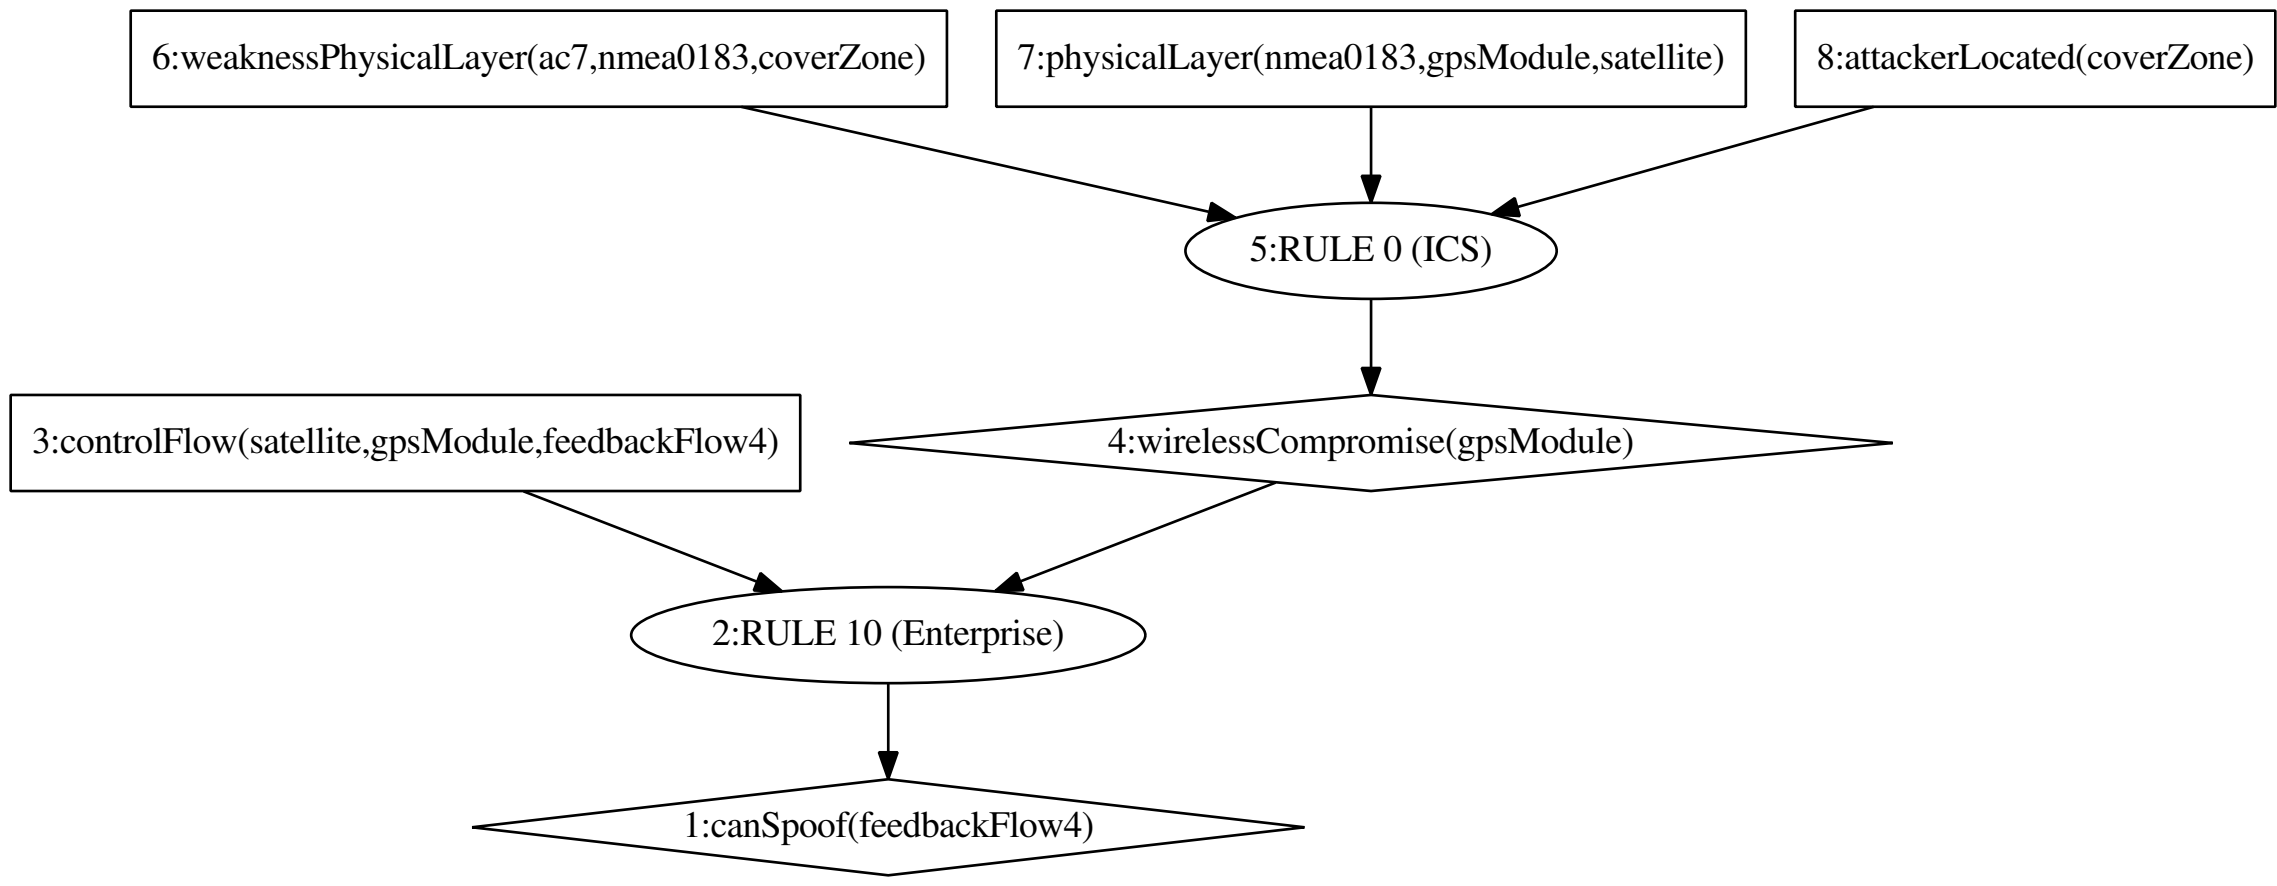 6:weaknessPhysicalLayer(ac7,nmea0183,coverZone)
7:physicalLayer(nmea0183,gpsModule,satellite)
8:attackerLocated(coverZone)
5:RULE 0 (ICS)
3:controlFlow(satellite,gpsModule,feedbackFlow4)
4:wirelessCompromise(gpsModule)
2:RULE 10 (Enterprise)
1:canSpoof(feedbackFlow4)